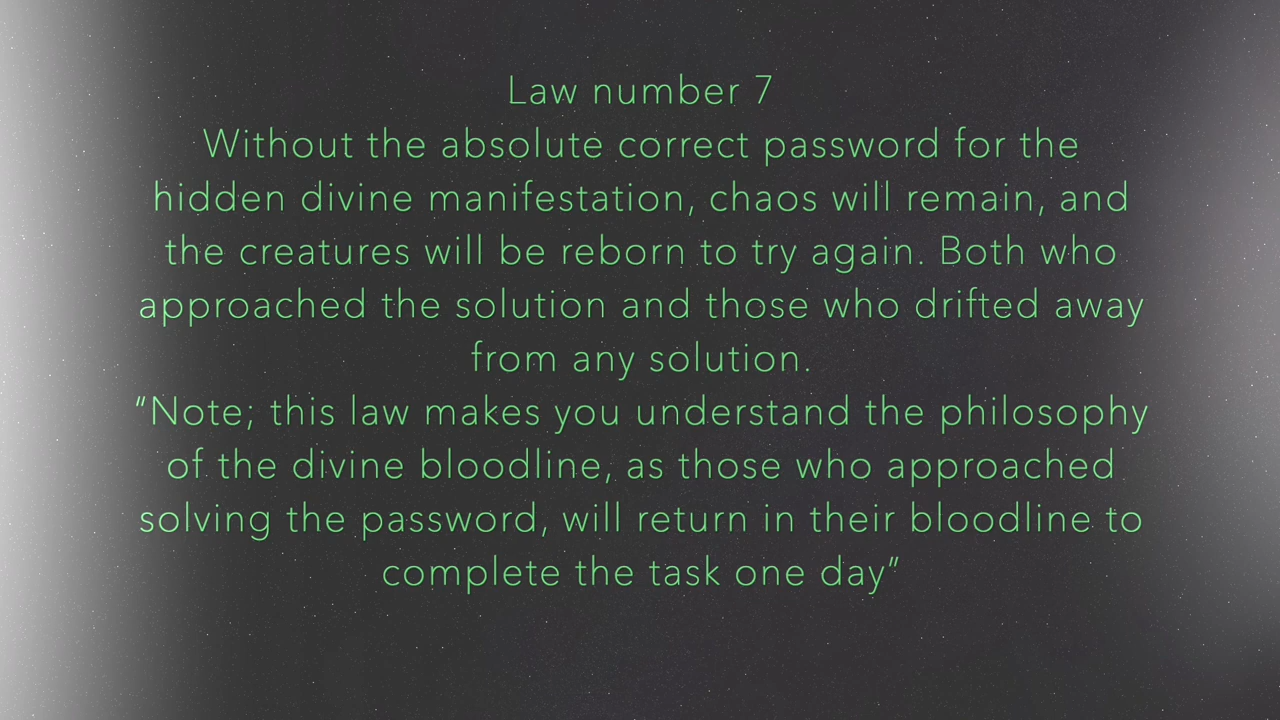 Law number 7
Without the absolute correct password for the
hidden divine manifestation, chaos will remain, and
the creatures will be reborn to try again. Both who
approached the solution and those who drifted away
from any solution.
“Note; this law makes you understand the philosophy
of the divine bloodline, as those who approached
solving the password, will return in their bloodline to
complete the task one day”